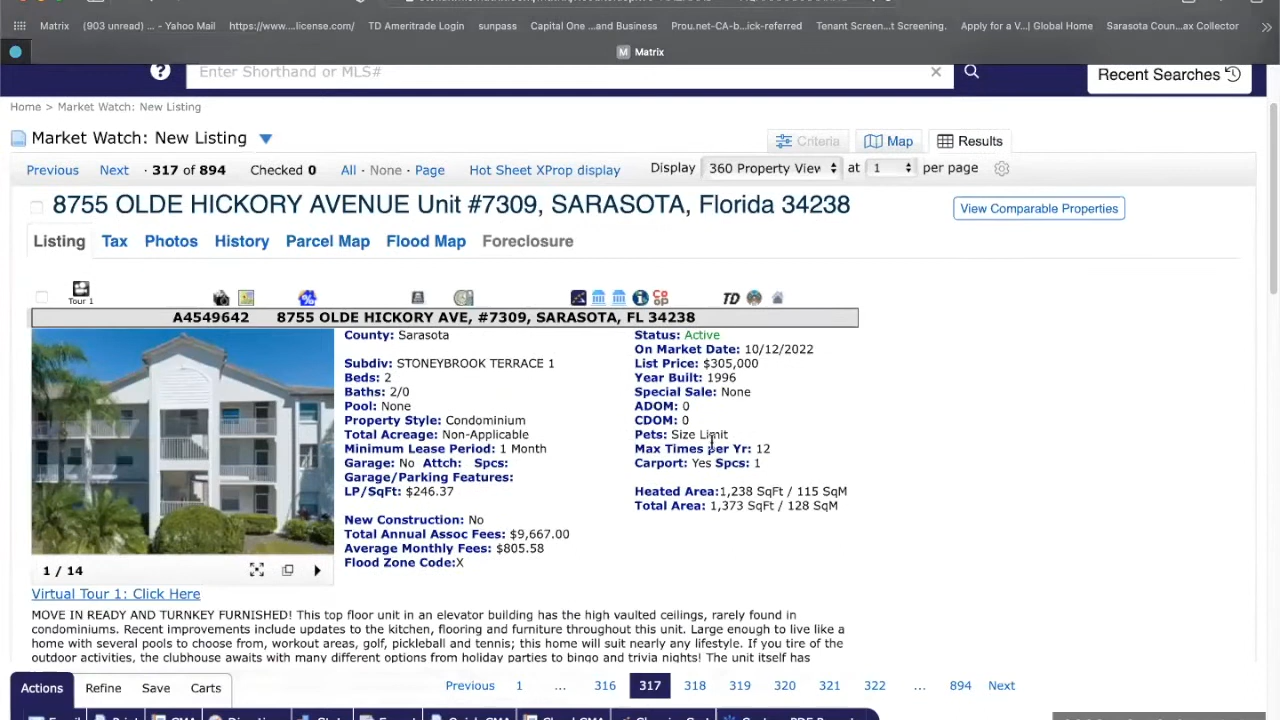 Matrix (903 unread) ... - Yahoo Mail https://www....license.com/ TD Ameritrade Login sunpass Capital One ...and Business Prou.net-CA-b...ick-referred Tenant Screen...t Screening. Apply for a V...| Global Home Sarasota Coun...ax Collector
M Matrix
? Enter Shorthand or MLS# Recent Searches
Home > Market Watch: New Listing
Market Watch: New Listing Criteria Map Results
Previous Next · 317 of 894 Checked 0 All · None · Page Hot Sheet XProp display Display 360 Property View at 1 per page
8755 OLDE HICKORY AVENUE Unit #7309, SARASOTA, Florida 34238 View Comparable Properties
Listing Tax Photos History Parcel Map Flood Map Foreclosure
Tour 1 TD
A4549642 8755 OLDE HICKORY AVE, #7309, SARASOTA, FL 34238
County: Sarasota Status: Active
On Market Date: 10/12/2022
Subdiv: STONEYBROOK TERRACE 1 List Price: $305,000
Beds: 2 Year Built: 1996
Baths: 2/0 Special Sale: None
Pool: None ADOM: 0
Property Style: Condominium CDOM: 0
Total Acreage: Non-Applicable Pets: Size Limit
Minimum Lease Period: 1 Month Max Times per Yr: 12
Garage: No Attch: Spcs: Carport: Yes Spcs: 1
Garage/Parking Features:
LP/SqFt: $246.37 Heated Area:1,238 SqFt / 115 SqM
Total Area: 1,373 SqFt / 128 SqM
New Construction: No
Total Annual Assoc Fees: $9,667.00
Average Monthly Fees: $805.58
Flood Zone Code:X
1 / 14
Virtual Tour 1: Click Here
MOVE IN READY AND TURNKEY FURNISHED! This top floor unit in an elevator building has the high vaulted ceilings, rarely found in
condominiums. Recent improvements include updates to the kitchen, flooring and furniture throughout this unit. Large enough to live like a
home with several pools to choose from, workout areas, golf, pickleball and tennis; this home will suit nearly any lifestyle. If you tire of the
outdoor activities, the clubhouse awaits with many different options from holiday parties to bingo and trivia nights! The unit itself has
Actions Refine Save Carts Previous 1 ... 316 317 318 319 320 321 322 ... 894 Next